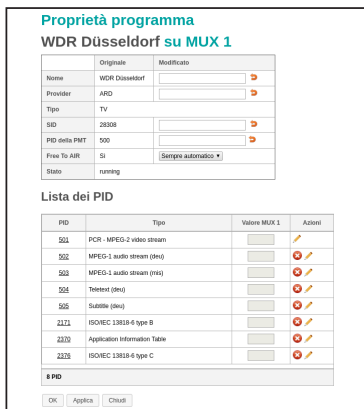 Proprietà programma
WDR Düsseldorf su MUX 1
Originale Modificato
Nome WDR Düsseldorf
Provider ARD
Tipo TV
SID 28308
PID della PMT 500
Free To AIR Si Sempre automatico
Stato running
Lista dei PID
PID Tipo Valore MUX 1 Azioni
501 PCR - MPEG-2 video stream
502 MPEG-1 audio stream (deu)
503 MPEG-1 audio stream (mis)
504 Teletext (deu)
505 Subtitle (deu)
2171 ISO/IEC 13818-6 type B
2370 Application Information Table
2376 ISO/IEC 13818-6 type C
8 PID
OK Applica Chiudi